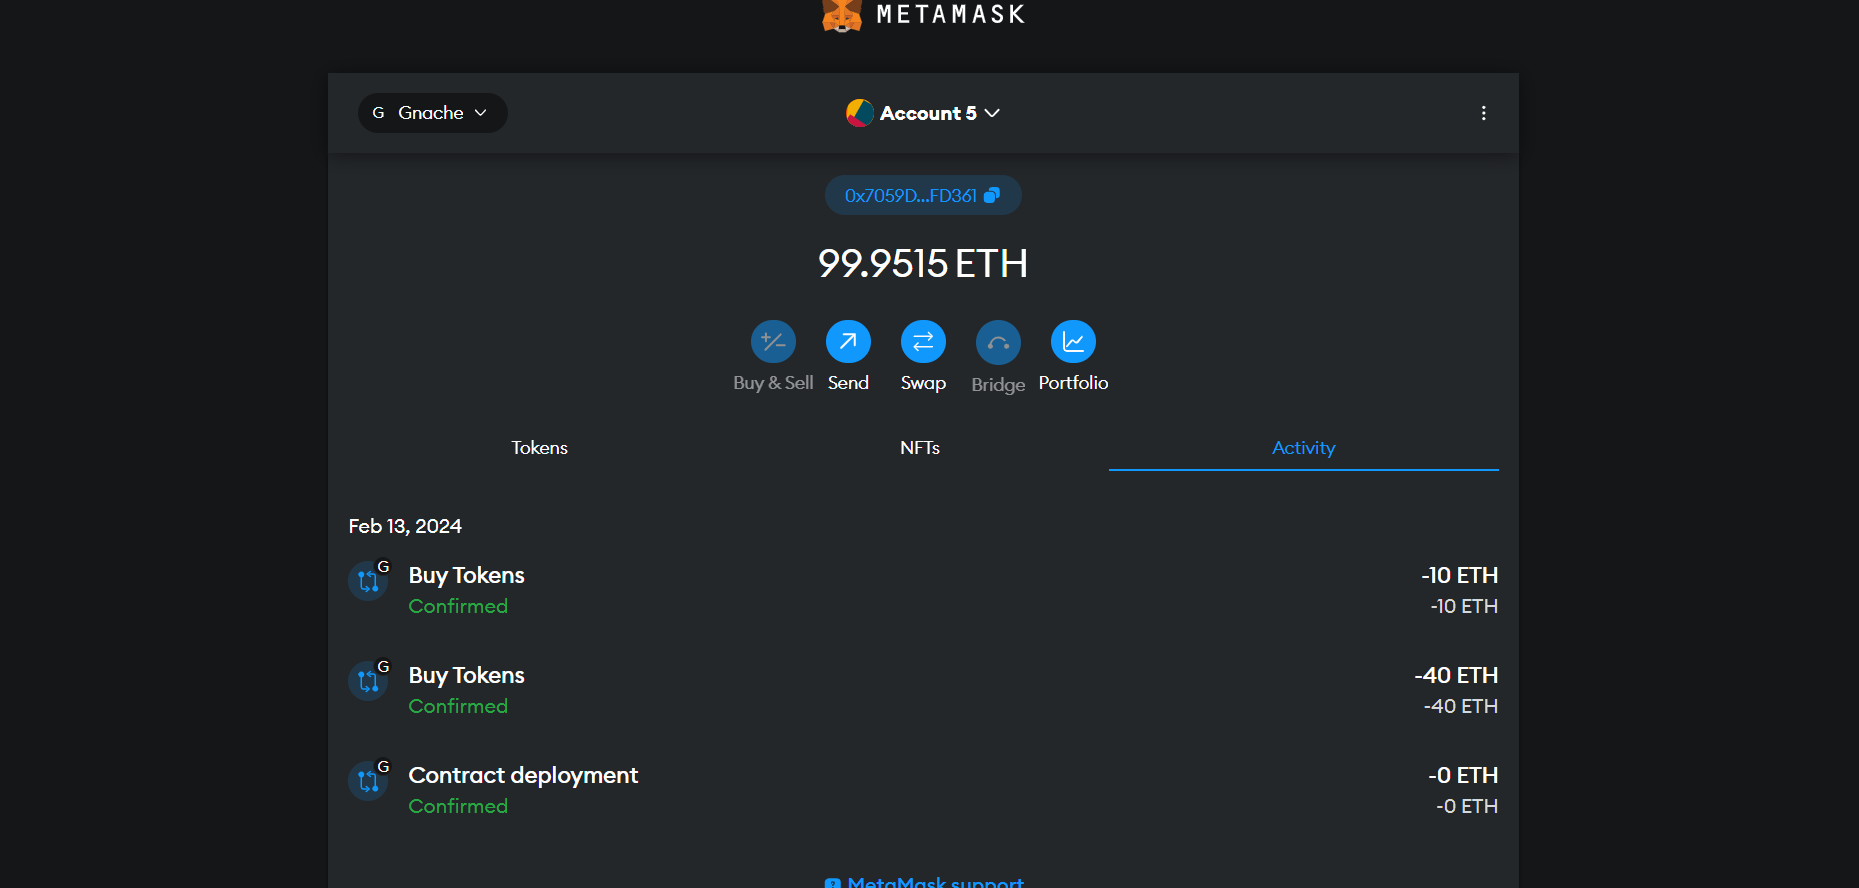 METAMASK
G Gnache
Account 5
0x7059D...FD361
99.9515 ETH
Buy & Sell Send Swap Bridge Portfolio
Tokens NFTs Activity
Feb 13, 2024
G
Buy Tokens -10 ETH
Confirmed -10 ETH
G
Buy Tokens -40 ETH
Confirmed -40 ETH
G
Contract deployment -0 ETH
Confirmed -0 ETH
MetaMask support